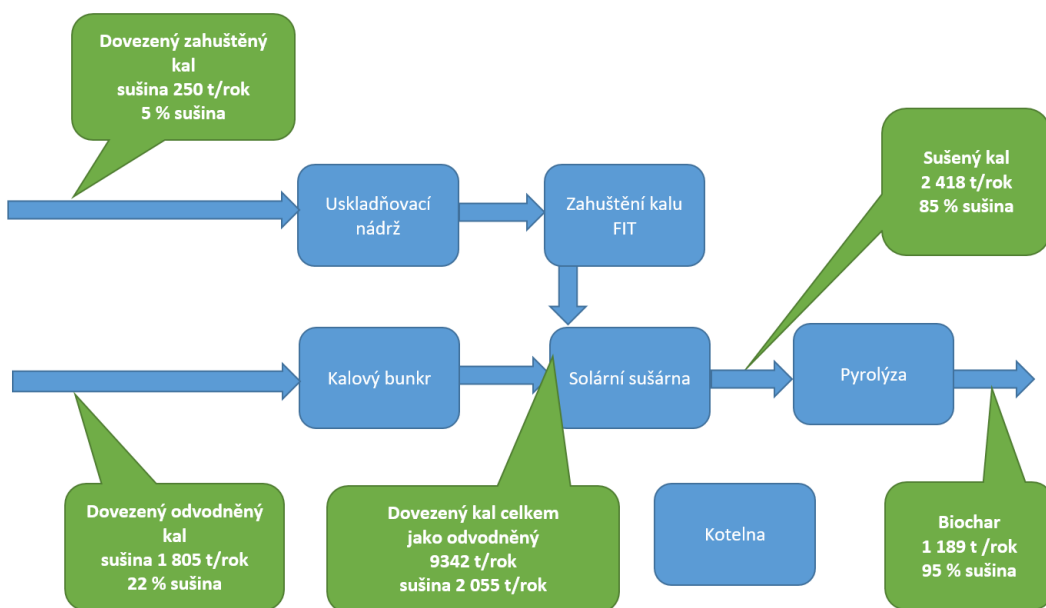 Dovezený zahuštěný
kal
sušina 250 t/rok
5 % sušina
Uskladňovací
nádrž
Zahuštění kalu
FIT
Sušený kal
2 418 t/rok
85 % sušina
Kalový bunkr
Solární sušárna
Pyrolýza
Dovezený odvodněný
kal
sušina 1 805 t/rok
22 % sušina
Dovezený kal celkem
jako odvodněný
9342 t/rok
sušina 2 055 t/rok
Kotelna
Biochar
1 189 t /rok
95 % sušina